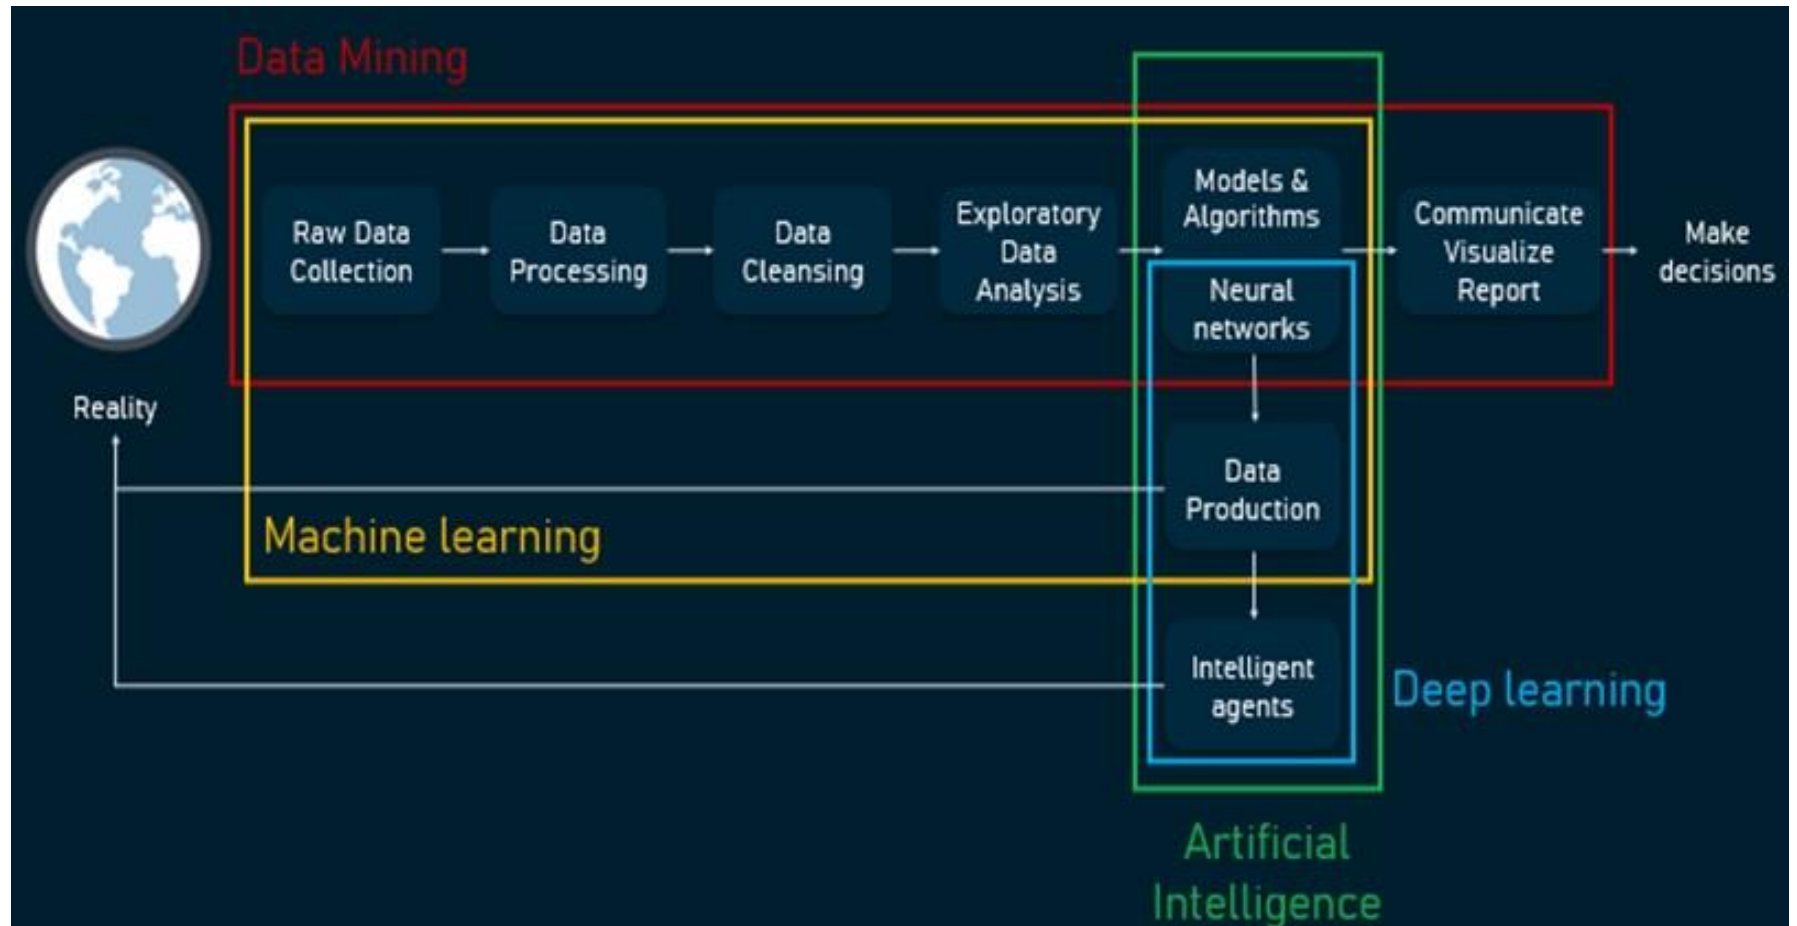 Data Mining
Raw Data
Collection
Data
Processing
Data
Cleansing
Exploratory
Data
Analysis
Models &
Algorithms
Neural
networks
Communicate
Visualize
Report
Make
decisions
Reality
Data
Production
Machine learning
Intelligent
agents
Deep learning
Artificial
Intelligence